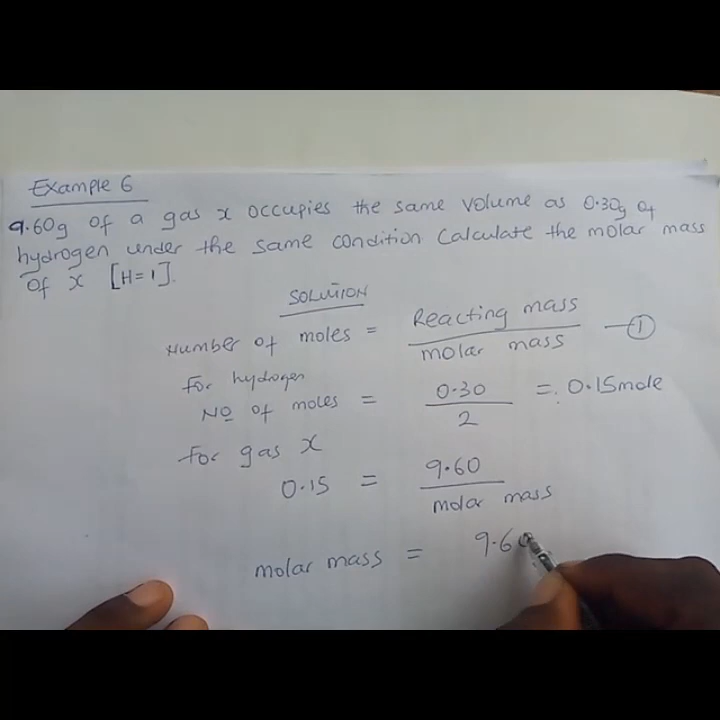 Example 6
9.60g of a gas x occupies the same volume as 0.30g of
hydrogen under the same condition calculate the molar mass
of x [H=1].
SOLUTION
Number of moles = Reacting mass / molar mass — ①
for hydrogen
No of moles = 0.30 / 2 = 0.15mole
for gas x
0.15 = 9.60 / molar mass
molar mass = 9.60